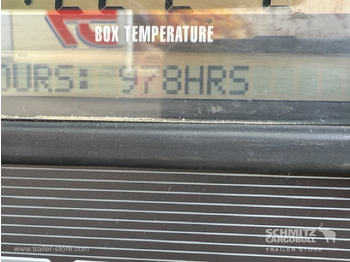 BOX TEMPERATURE
OURS: 978HRS
SCHMITZ
CARGOBULL
Trailer Store
© www.trailer-store.com